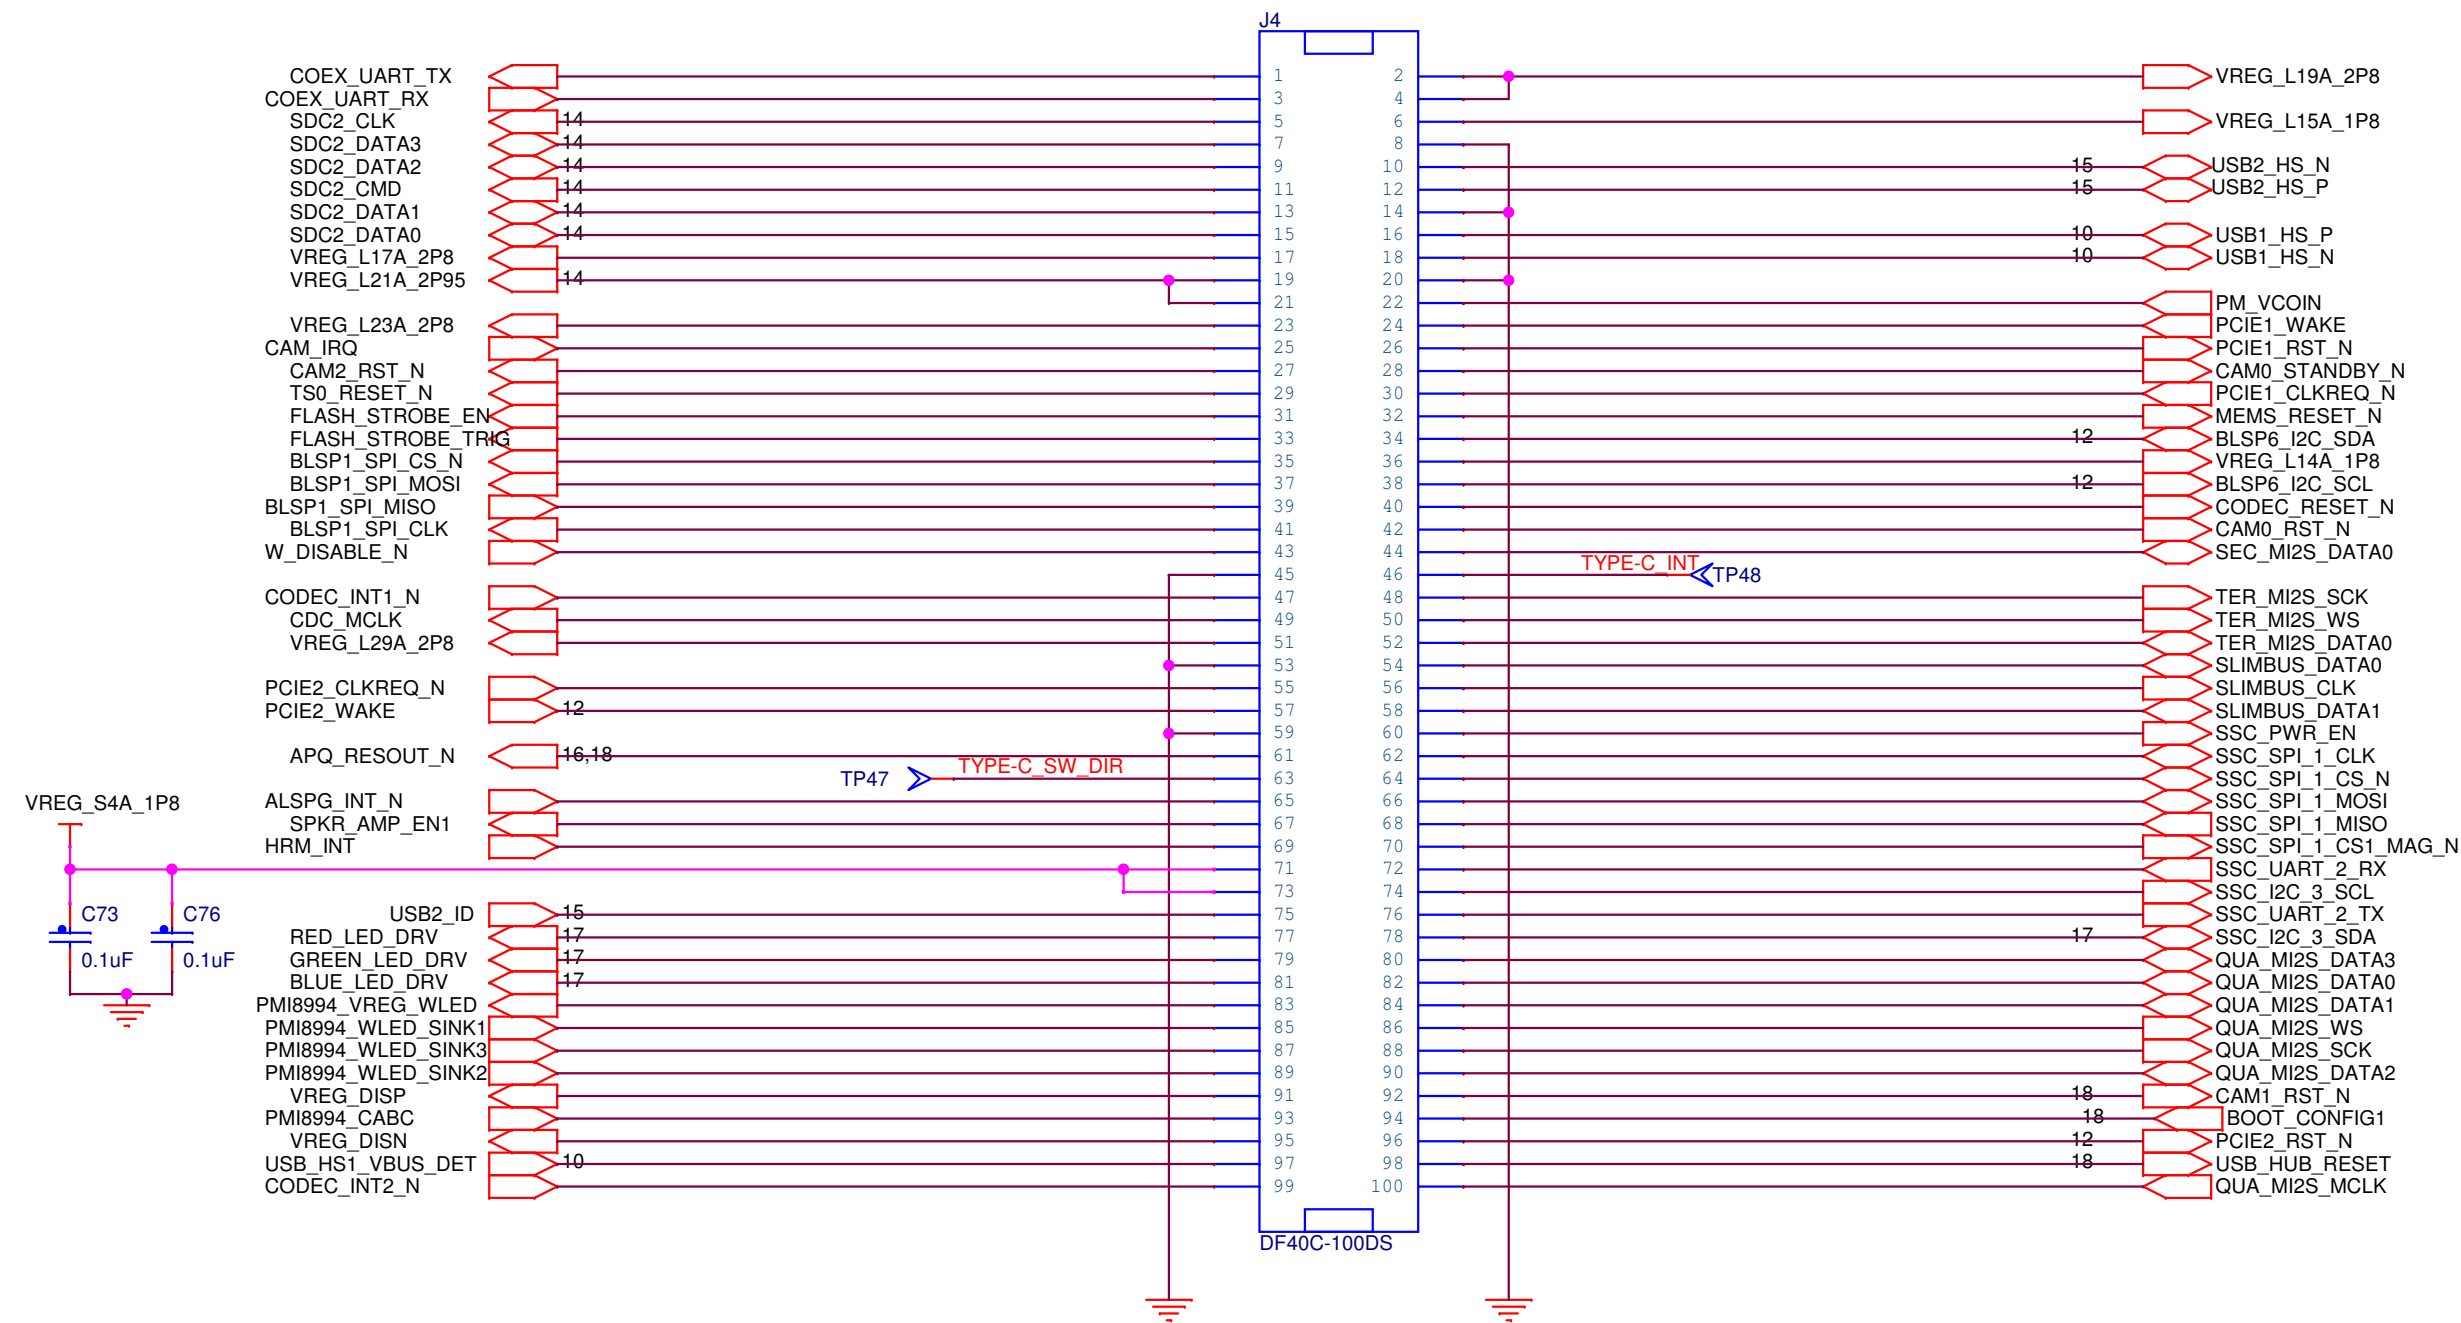 J4
COEX_UART_TX 1 2 VREG_L19A_2P8
COEX_UART_RX 3 4
SDC2_CLK 14 5 6 VREG_L15A_1P8
SDC2_DATA3 14 7 8
SDC2_DATA2 14 9 10 15 USB2_HS_N
SDC2_CMD 14 11 12 15 USB2_HS_P
SDC2_DATA1 14 13 14
SDC2_DATA0 14 15 16 10 USB1_HS_P
VREG_L17A_2P8 17 18 10 USB1_HS_N
VREG_L21A_2P95 14 19 20
21 22 PM_VCOIN
VREG_L23A_2P8 23 24 PCIE1_WAKE
CAM_IRQ 25 26 PCIE1_RST_N
CAM2_RST_N 27 28 CAM0_STANDBY_N
TS0_RESET_N 29 30 PCIE1_CLKREQ_N
FLASH_STROBE_EN 31 32 MEMS_RESET_N
FLASH_STROBE_TRIG 33 34 12 BLSP6_I2C_SDA
BLSP1_SPI_CS_N 35 36 VREG_L14A_1P8
BLSP1_SPI_MOSI 37 38 12 BLSP6_I2C_SCL
BLSP1_SPI_MISO 39 40 CODEC_RESET_N
BLSP1_SPI_CLK 41 42 CAM0_RST_N
W_DISABLE_N 43 44 SEC_MI2S_DATA0
45 46 TYPE-C_INT TP48
CODEC_INT1_N 47 48 TER_MI2S_SCK
CDC_MCLK 49 50 TER_MI2S_WS
VREG_L29A_2P8 51 52 TER_MI2S_DATA0
53 54 SLIMBUS_DATA0
PCIE2_CLKREQ_N 55 56 SLIMBUS_CLK
PCIE2_WAKE 12 57 58 SLIMBUS_DATA1
59 60 SSC_PWR_EN
APQ_RESOUT_N 16,18 61 62 SSC_SPI_1_CLK
TP47 TYPE-C_SW_DIR 63 64 SSC_SPI_1_CS_N
VREG_S4A_1P8
ALSPG_INT_N 65 66 SSC_SPI_1_MOSI
SPKR_AMP_EN1 67 68 SSC_SPI_1_MISO
HRM_INT 69 70 SSC_SPI_1_CS1_MAG_N
71 72 SSC_UART_2_RX
73 74 SSC_I2C_3_SCL
C73 C76
USB2_ID 15 75 76 SSC_UART_2_TX
RED_LED_DRV 17 77 78 17 SSC_I2C_3_SDA
0.1uF 0.1uF
GREEN_LED_DRV 17 79 80 QUA_MI2S_DATA3
BLUE_LED_DRV 17 81 82 QUA_MI2S_DATA0
PMI8994_VREG_WLED 83 84 QUA_MI2S_DATA1
PMI8994_WLED_SINK1 85 86 QUA_MI2S_WS
PMI8994_WLED_SINK3 87 88 QUA_MI2S_SCK
PMI8994_WLED_SINK2 89 90 QUA_MI2S_DATA2
VREG_DISP 91 92 18 CAM1_RST_N
PMI8994_CABC 93 94 18 BOOT_CONFIG1
VREG_DISN 95 96 12 PCIE2_RST_N
USB_HS1_VBUS_DET 10 97 98 18 USB_HUB_RESET
CODEC_INT2_N 99 100 QUA_MI2S_MCLK
DF40C-100DS